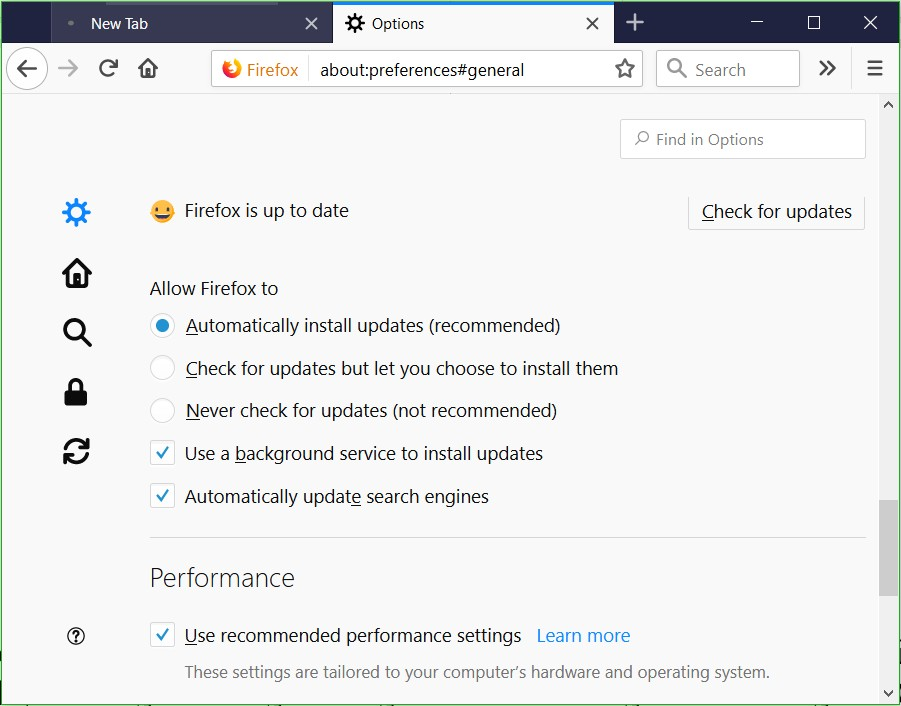 New Tab
Options
Firefox
about:preferences#general
Search
Find in Options
Firefox is up to date
Check for updates
Allow Firefox to
Automatically install updates (recommended)
Check for updates but let you choose to install them
Never check for updates (not recommended)
Use a background service to install updates
Automatically update search engines
Performance
Use recommended performance settings Learn more
These settings are tailored to your computer's hardware and operating system.